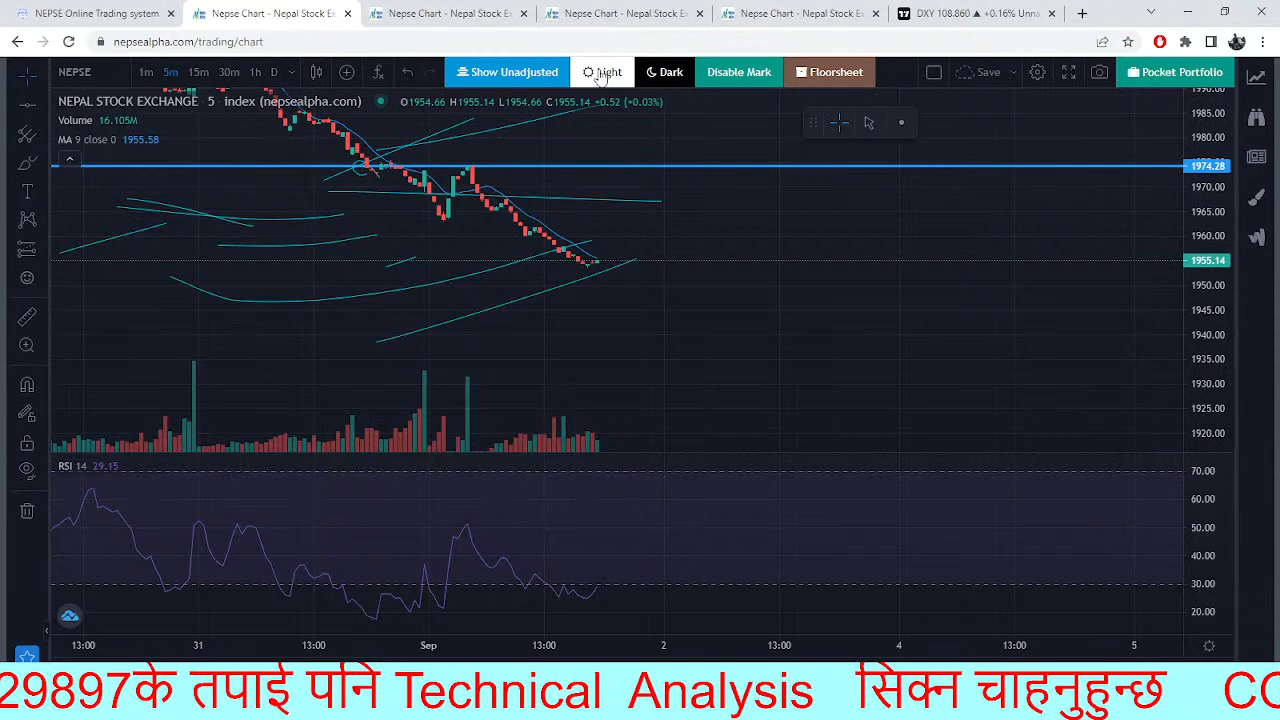 NEPSE Online Trading system
Nepse Chart - Nepal Stock Ex
Nepse Chart - Nepal Stock Ex
Nepse Chart - Nepal Stock Ex
Nepse Chart - Nepal Stock Ex
DXY 108.860 ▲ +0.16% Unna
nepsealpha.com/trading/chart
NEPSE 1m 5m 15m 30m 1h D Show Unadjusted Light Dark Disable Mark Floorsheet Save Pocket Portfolio
NEPAL STOCK EXCHANGE 5 index (nepsealpha.com) O1954.66 H1955.14 L1954.66 C1955.14 +0.52 (+0.03%)
Volume 16.105M
MA 9 close 0 1955.58
1990.00
1985.00
1980.00
1974.28
1970.00
1965.00
1960.00
1955.14
1950.00
1945.00
1940.00
1935.00
1930.00
1925.00
1920.00
RSI 14 29.15
70.00
60.00
50.00
40.00
30.00
20.00
13:00 31 13:00 Sep 13:00 2 13:00 4 13:00 5
29897के तपाई पनि Technical Analysis सिक्न चाहनुहुन्छ CO